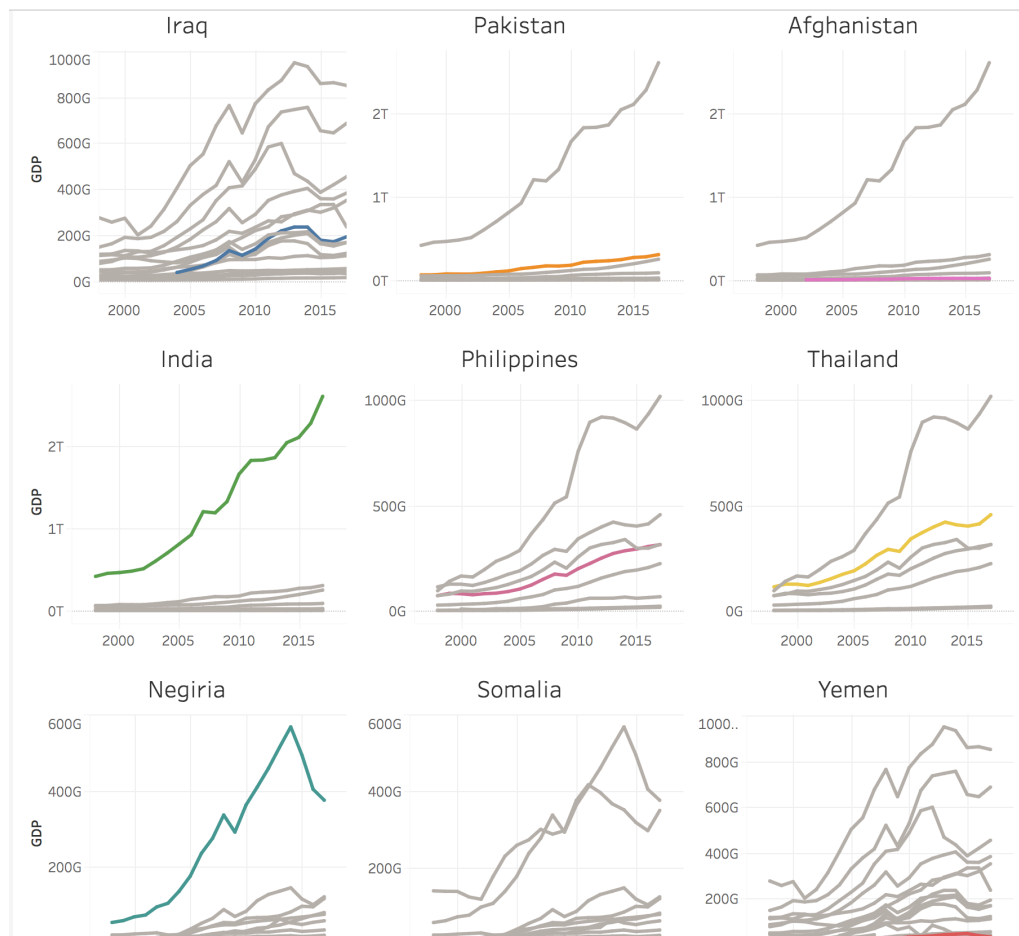 Iraq Pakistan Afghanistan
1000G
800G
600G
400G
200G
0G
GDP
2000 2005 2010 2015
2T
1T
0T
2000 2005 2010 2015
2T
1T
0T
2000 2005 2010 2015
India Philippines Thailand
2T
1T
0T
GDP
2000 2005 2010 2015
1000G
500G
0G
2000 2005 2010 2015
1000G
500G
0G
2000 2005 2010 2015
Negiria Somalia Yemen
600G
400G
200G
GDP
600G
400G
200G
1000..
800G
600G
400G
200G